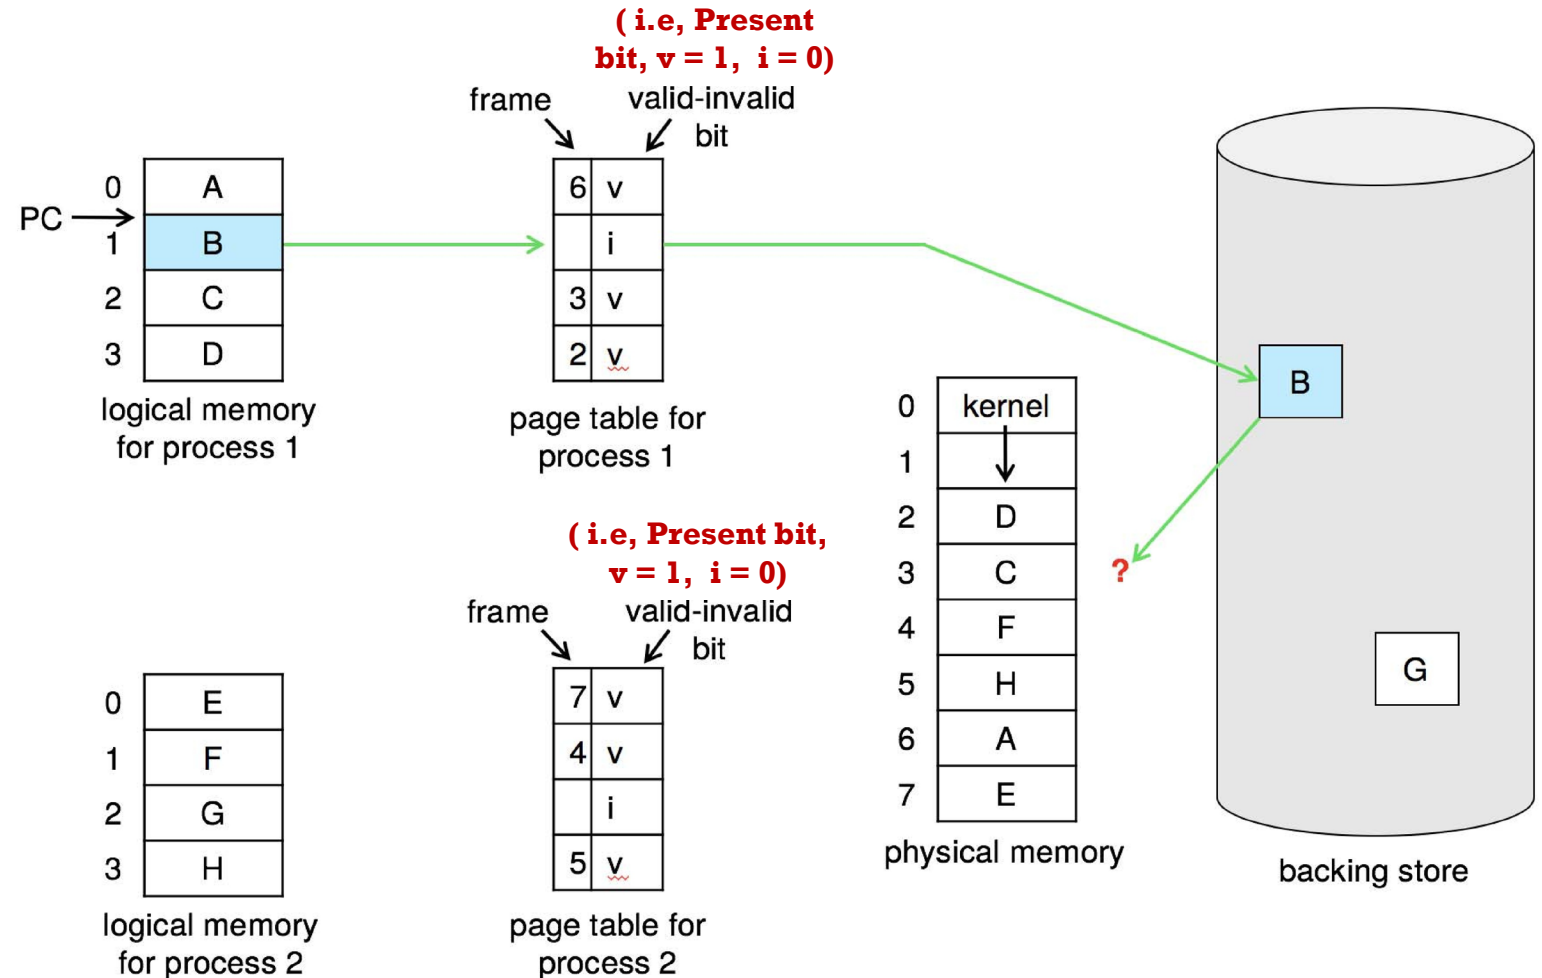 ( i.e, Present
bit, v = 1, i = 0)
frame
valid-invalid
bit
PC
0 A
1 B
2 C
3 D
logical memory
for process 1
6 v
i
3 v
2 v
page table for
process 1
0 kernel
1
2 D
3 C
4 F
5 H
6 A
7 E
physical memory
?
B
G
backing store
( i.e, Present bit,
v = 1, i = 0)
frame
valid-invalid
bit
0 E
1 F
2 G
3 H
logical memory
for process 2
7 v
4 v
i
5 v
page table for
process 2